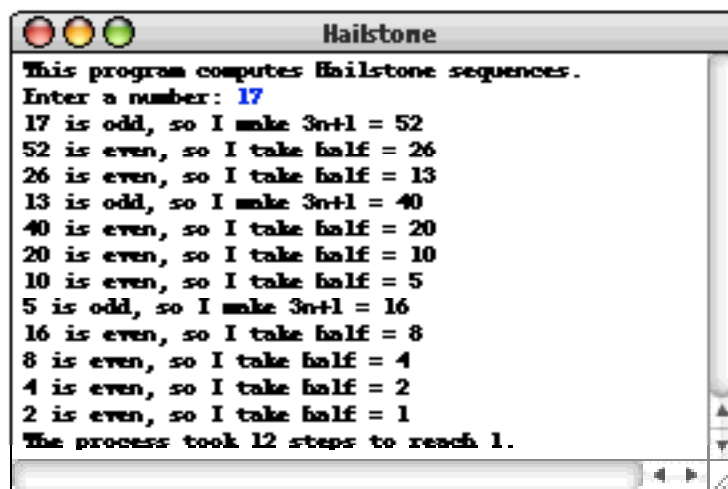 Hailstone
This program computes Hailstone sequences.
Enter a number: 17
17 is odd, so I make 3n+1 = 52
52 is even, so I take half = 26
26 is even, so I take half = 13
13 is odd, so I make 3n+1 = 40
40 is even, so I take half = 20
20 is even, so I take half = 10
10 is even, so I take half = 5
5 is odd, so I make 3n+1 = 16
16 is even, so I take half = 8
8 is even, so I take half = 4
4 is even, so I take half = 2
2 is even, so I take half = 1
The process took 12 steps to reach 1.